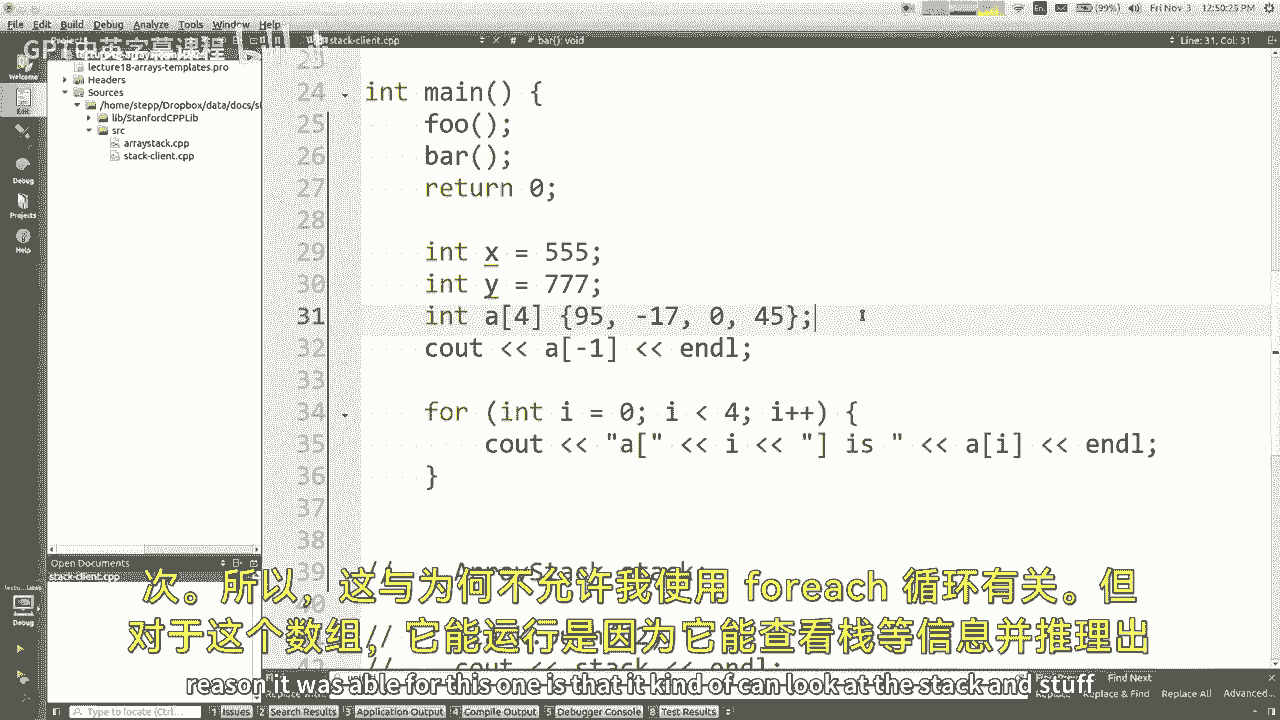 File Edit Build Debug Analyze Tools Window Help
En (99%) Fri Nov 3 12:50:25 PM
GPT中英字幕课程
stack-client.cpp # bar(): void Line: 31, Col: 31
Welcome
Edit
Debug
Projects
Help
lecture18-arrays-templates.pro
Headers
Sources
/home/stepp/Dropbox/data/docs/s
lib/StanfordCPPLib
src
arraystack.cpp
stack-client.cpp
23
24 int main() {
25 foo();
26 bar();
27 return 0;
28
29 int x = 555;
30 int y = 777;
31 int a[4] {95, -17, 0, 45};
32 cout << a[-1] << endl;
33
34 for (int i = 0; i < 4; i++) {
35 cout << "a[" << i << "] is " << a[i] << endl;
36 }
37
38
39 //
//
// cout << stack << endl;
Open Documents
stack-client.cpp
Debug
次。所以，这与为何不允许我使用 foreach 循环有关。但
对于这个数组，它能运行是因为它能查看栈等信息并推理出
reason it was able for this one is that it kind of can look at the stack and stuff
Find Next
Replace & Find Replace All Advanced...
Type to locate (Ctrl...
1 Issues 2 Search Results 3 Application Output 4 Compile Output 5 Debugger Console 8 Test Results